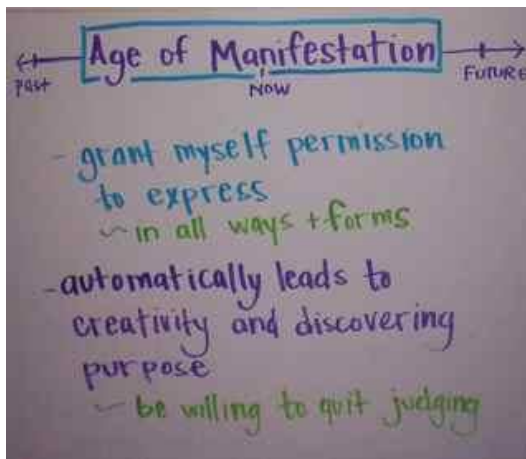 Age of Manifestation
Past
Now
Future
- grant myself permission
to express
~ in all ways + forms
- automatically leads to
creativity and discovering
purpose
~ be willing to quit judging